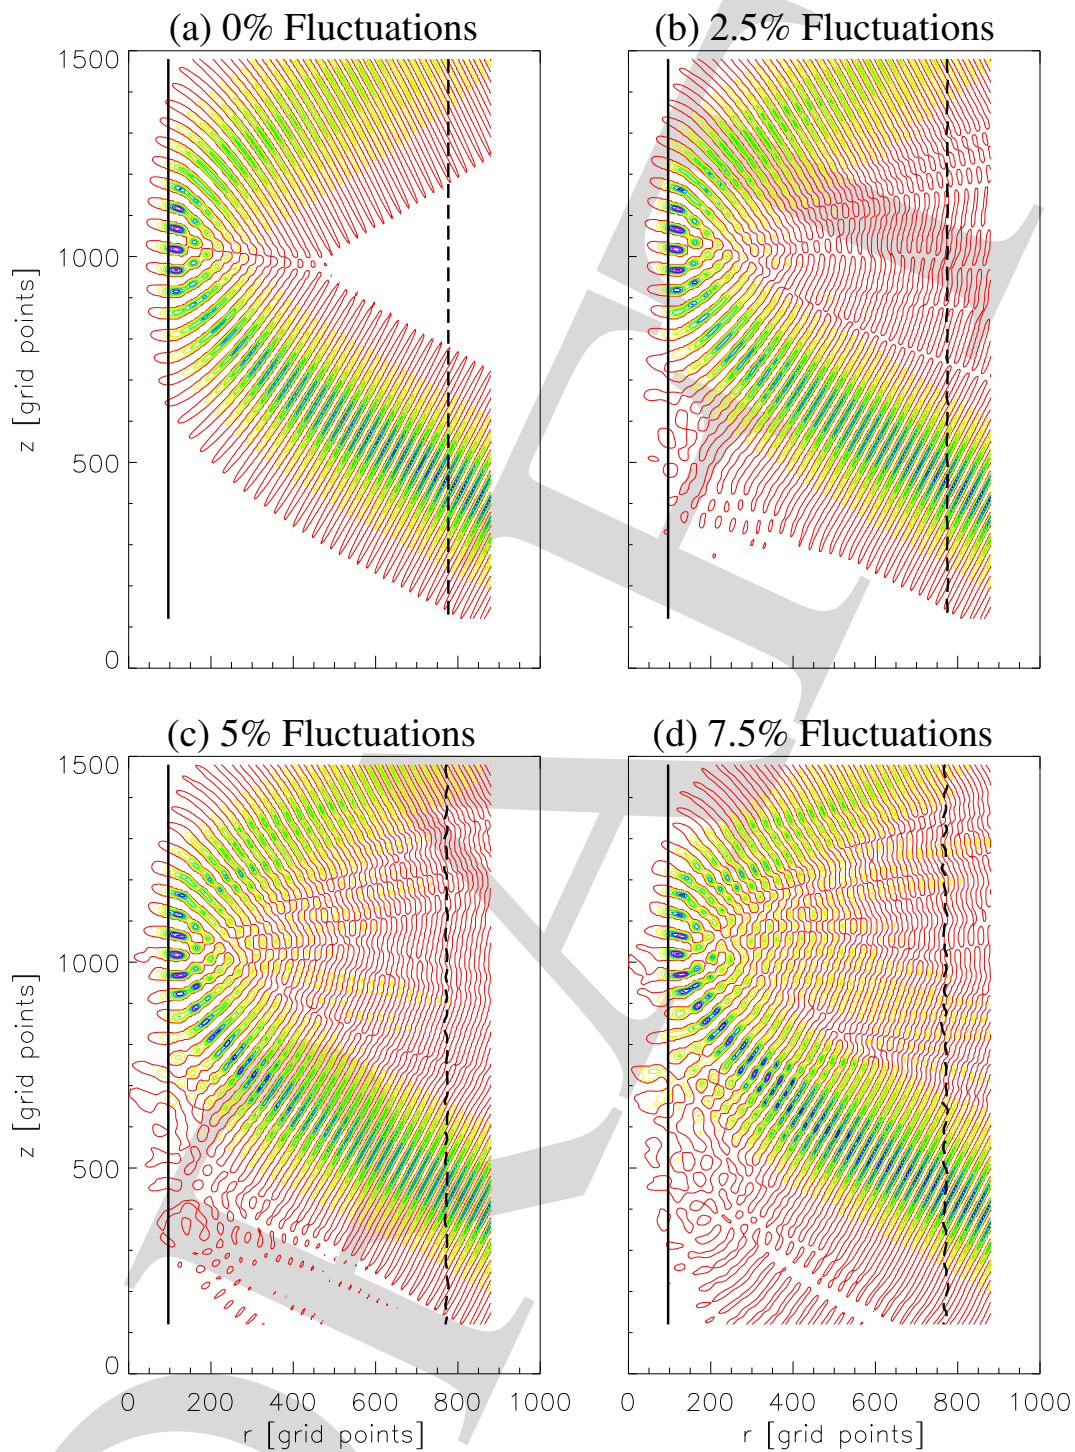 (a) 0% Fluctuations
1500
1000
500
0
z [grid points]
(b) 2.5% Fluctuations
(c) 5% Fluctuations
1500
1000
500
0
z [grid points]
0 200 400 600 800 1000
r [grid points]
(d) 7.5% Fluctuations
0 200 400 600 800 1000
r [grid points]
DRAFT